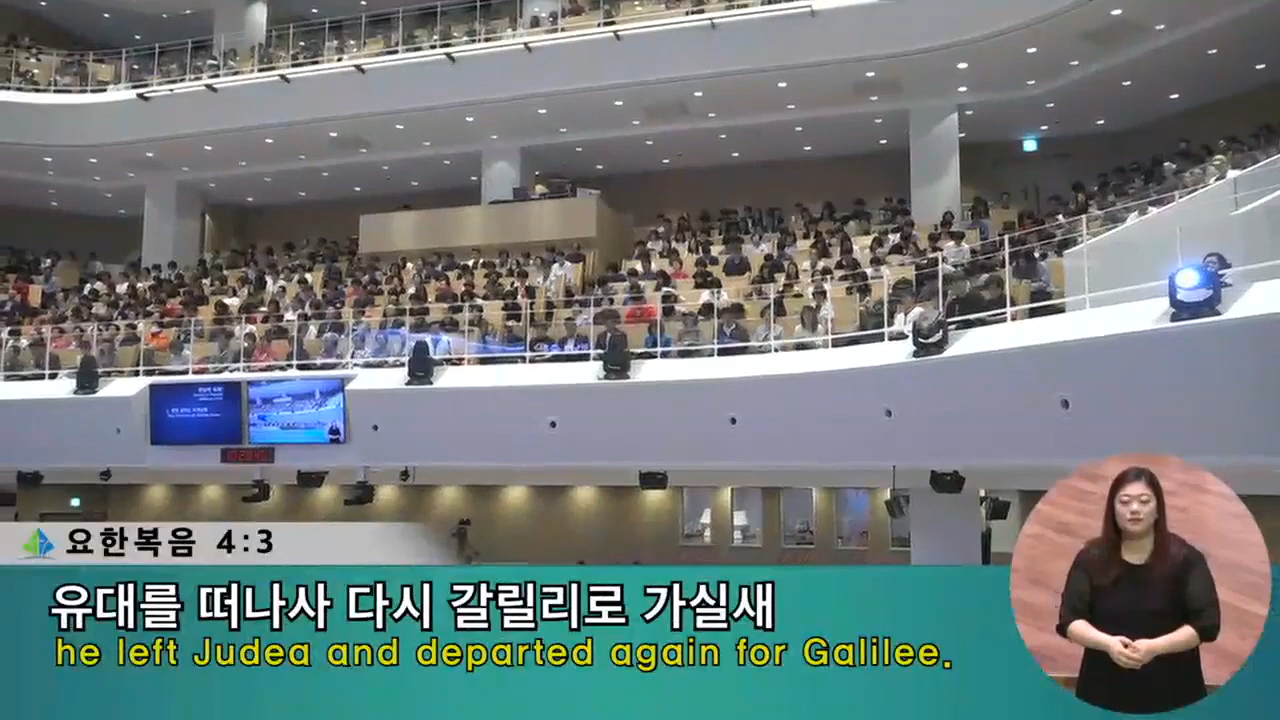 요한복음 4:3
유대를 떠나사 다시 갈릴리로 가실새
he left Judea and departed again for Galilee.